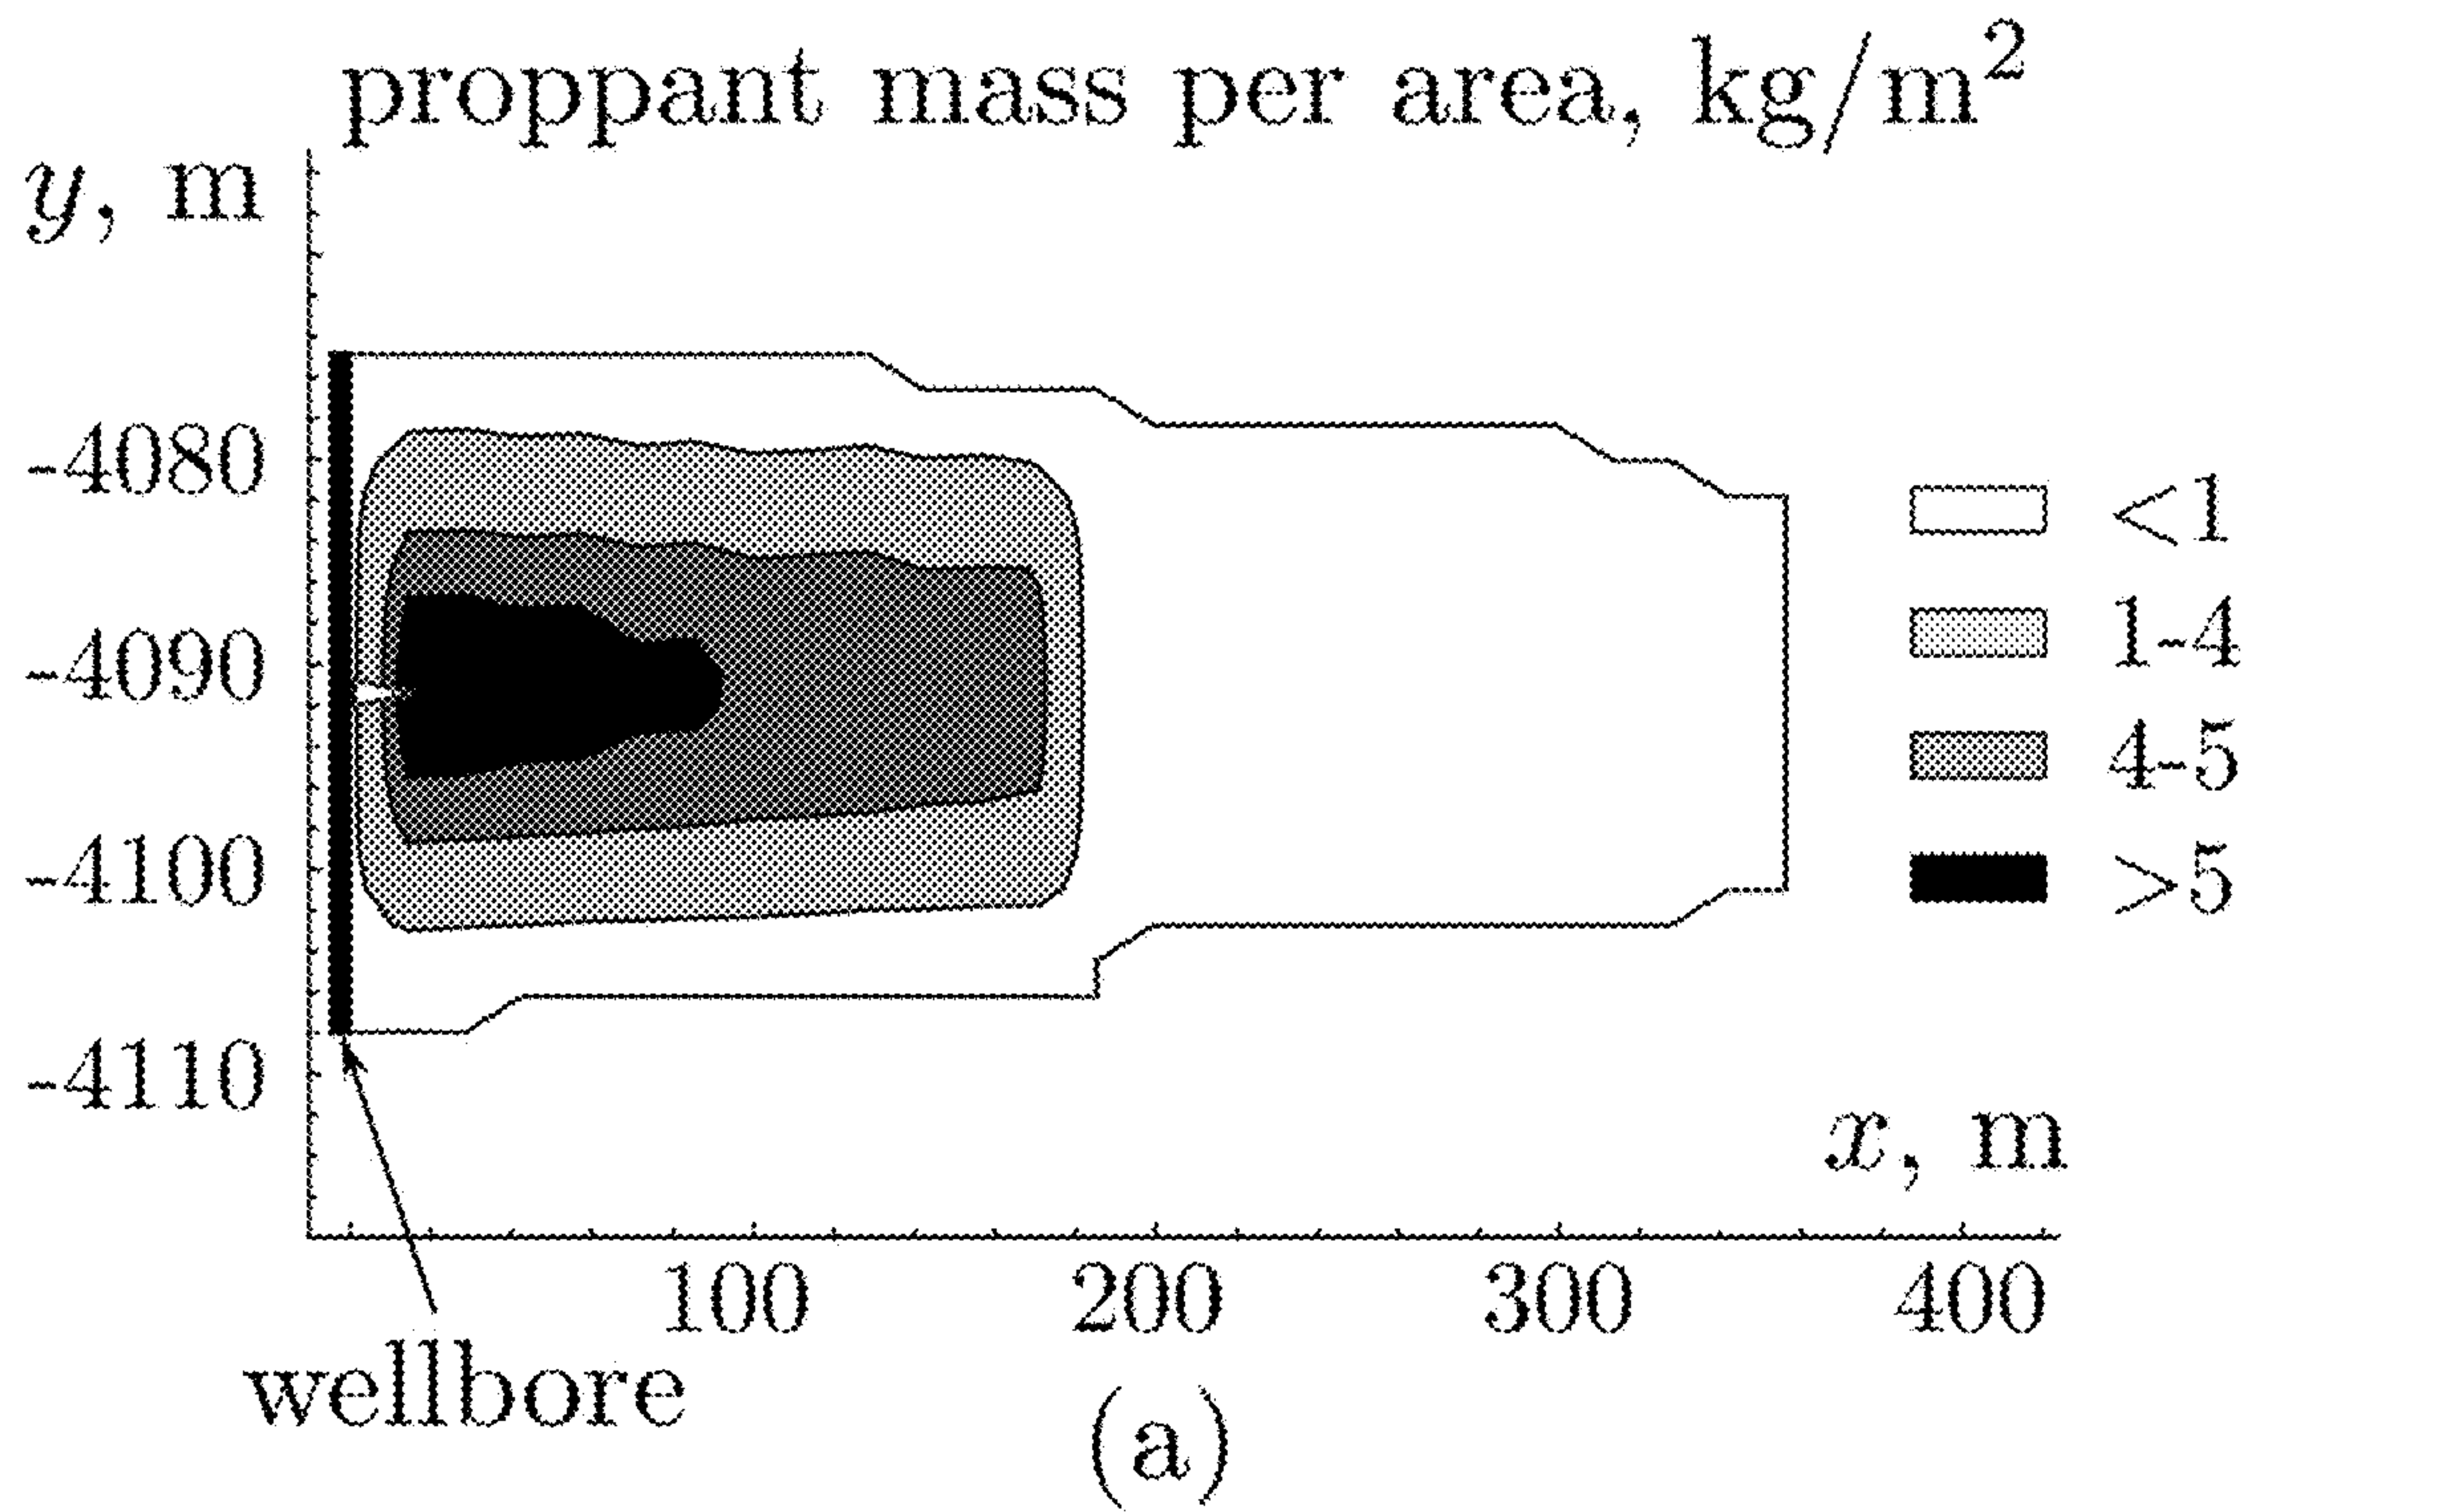 proppant mass per area, kg/m²
y, m
-4080
-4090
-4100
-4110
<1
1-4
4-5
>5
x, m
100 200 300 400
wellbore
(a)